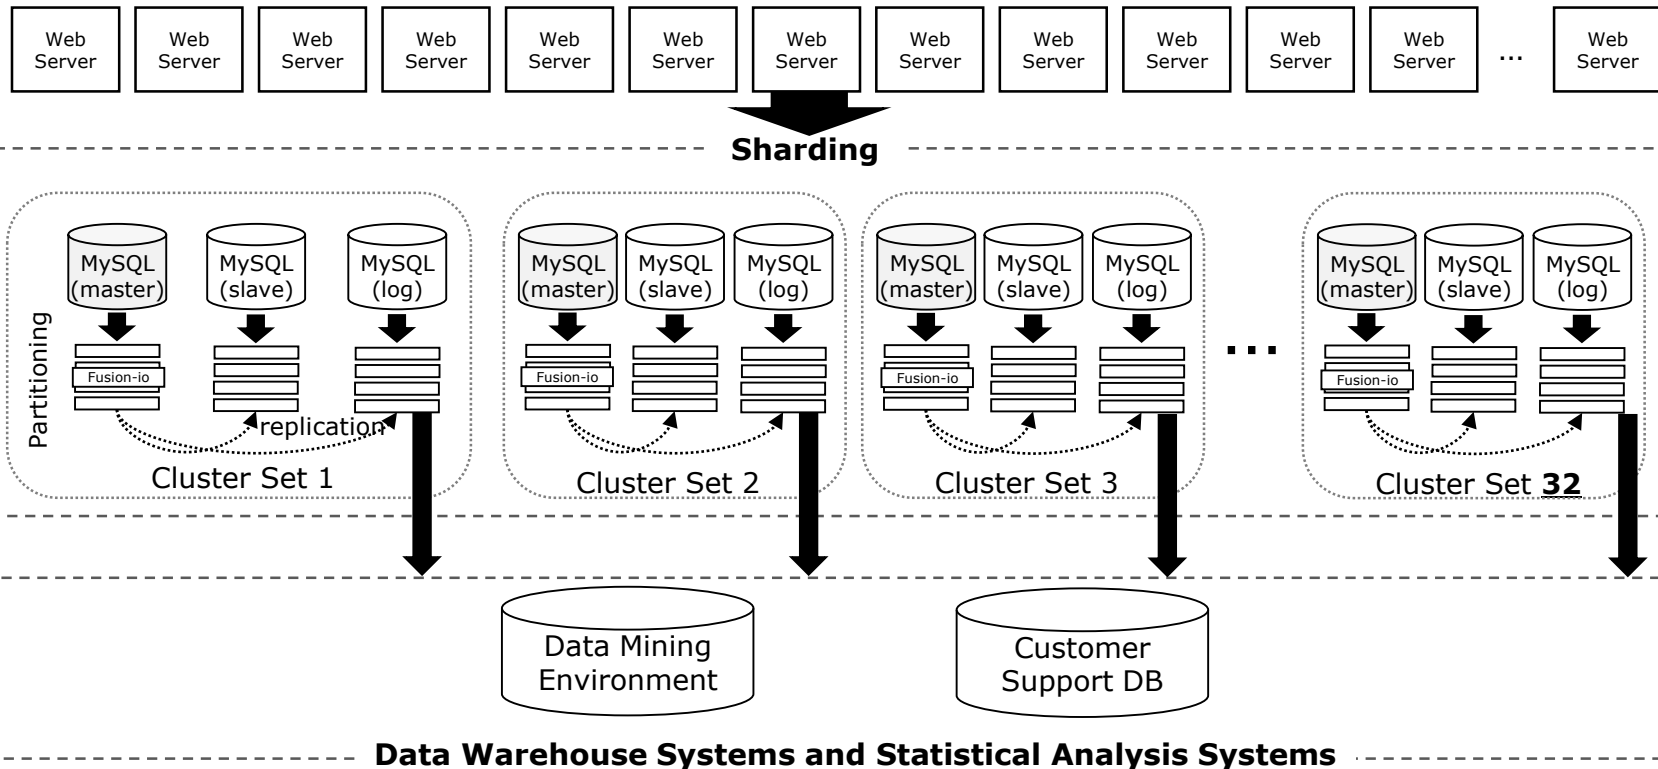 Web
Server
Web
Server
Web
Server
Web
Server
Web
Server
Web
Server
Web
Server
Web
Server
Web
Server
Web
Server
Web
Server
Web
Server
...
Web
Server
Sharding
Partitioning
MySQL
(master)
MySQL
(slave)
MySQL
(log)
Fusion-io
replication
Cluster Set 1
MySQL
(master)
MySQL
(slave)
MySQL
(log)
Fusion-io
Cluster Set 2
MySQL
(master)
MySQL
(slave)
MySQL
(log)
Fusion-io
Cluster Set 3
...
MySQL
(master)
MySQL
(slave)
MySQL
(log)
Fusion-io
Cluster Set 32
Data Mining
Environment
Customer
Support DB
Data Warehouse Systems and Statistical Analysis Systems